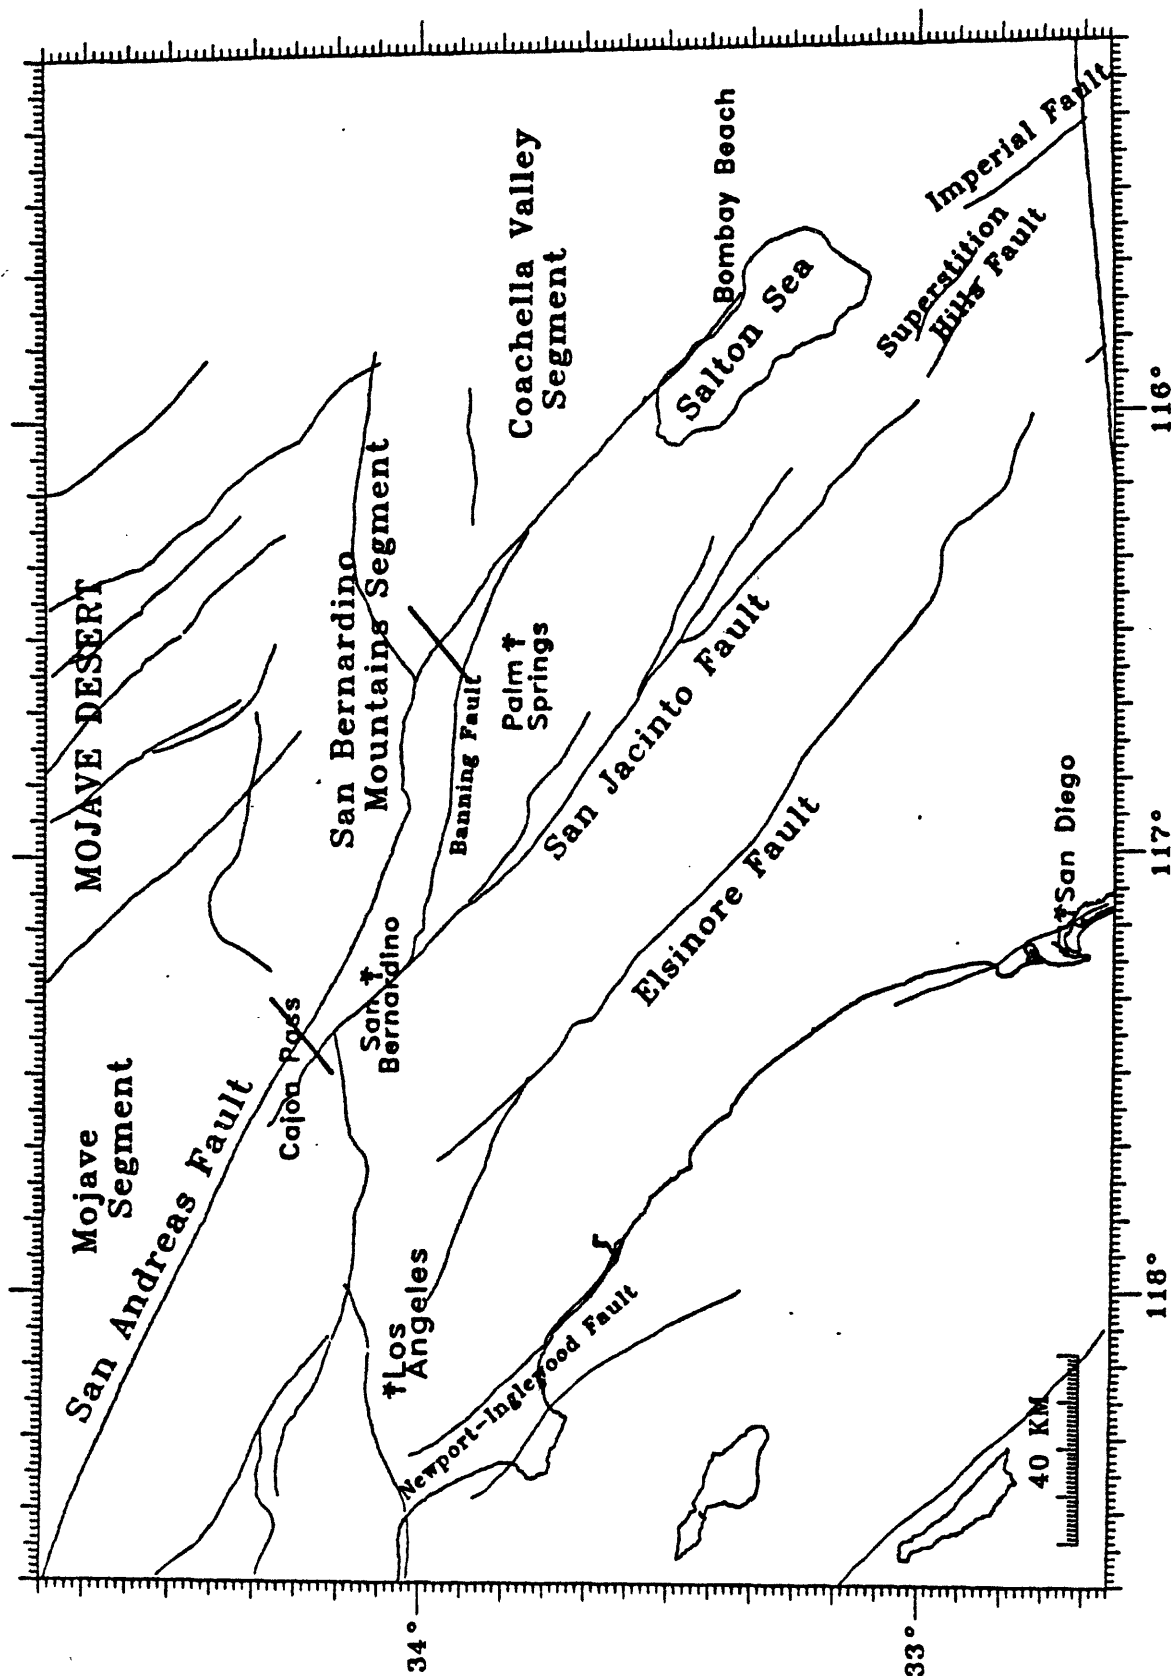 MOJAVE DESERT
Mojave
Segment
San Andreas Fault
Cajon Pass
San Bernardino
Mountains Segment
San
Bernardino
Banning Fault
Coachella Valley
Segment
Palm
Springs
Los
Angeles
Newport-Inglewood Fault
San Jacinto Fault
Elsinore Fault
Bombay Beach
Salton Sea
Superstition
Hills Fault
Imperial Fault
San Diego
40 KM
34°
33°
118°
117°
116°